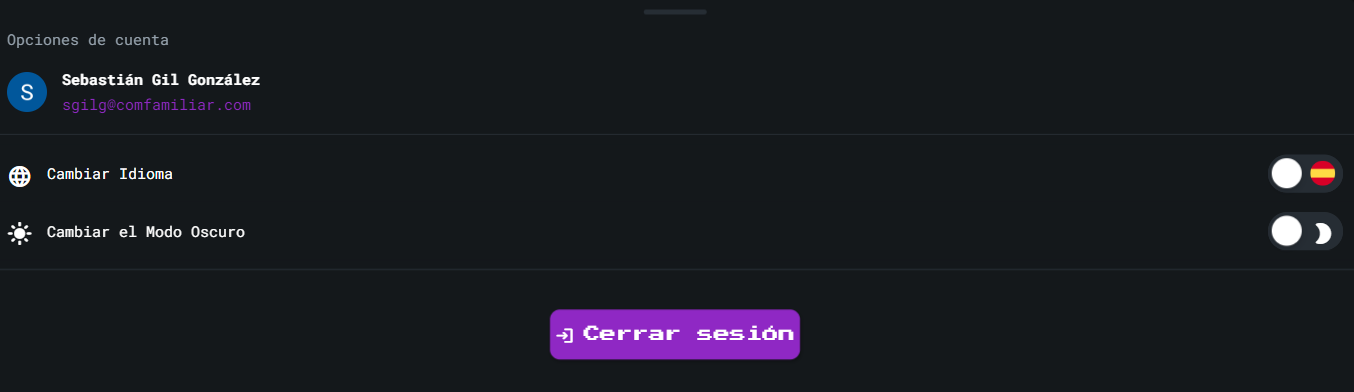 Opciones de cuenta
S
Sebastián Gil González
sgilg@comfamiliar.com
Cambiar Idioma
Cambiar el Modo Oscuro
Cerrar sesión